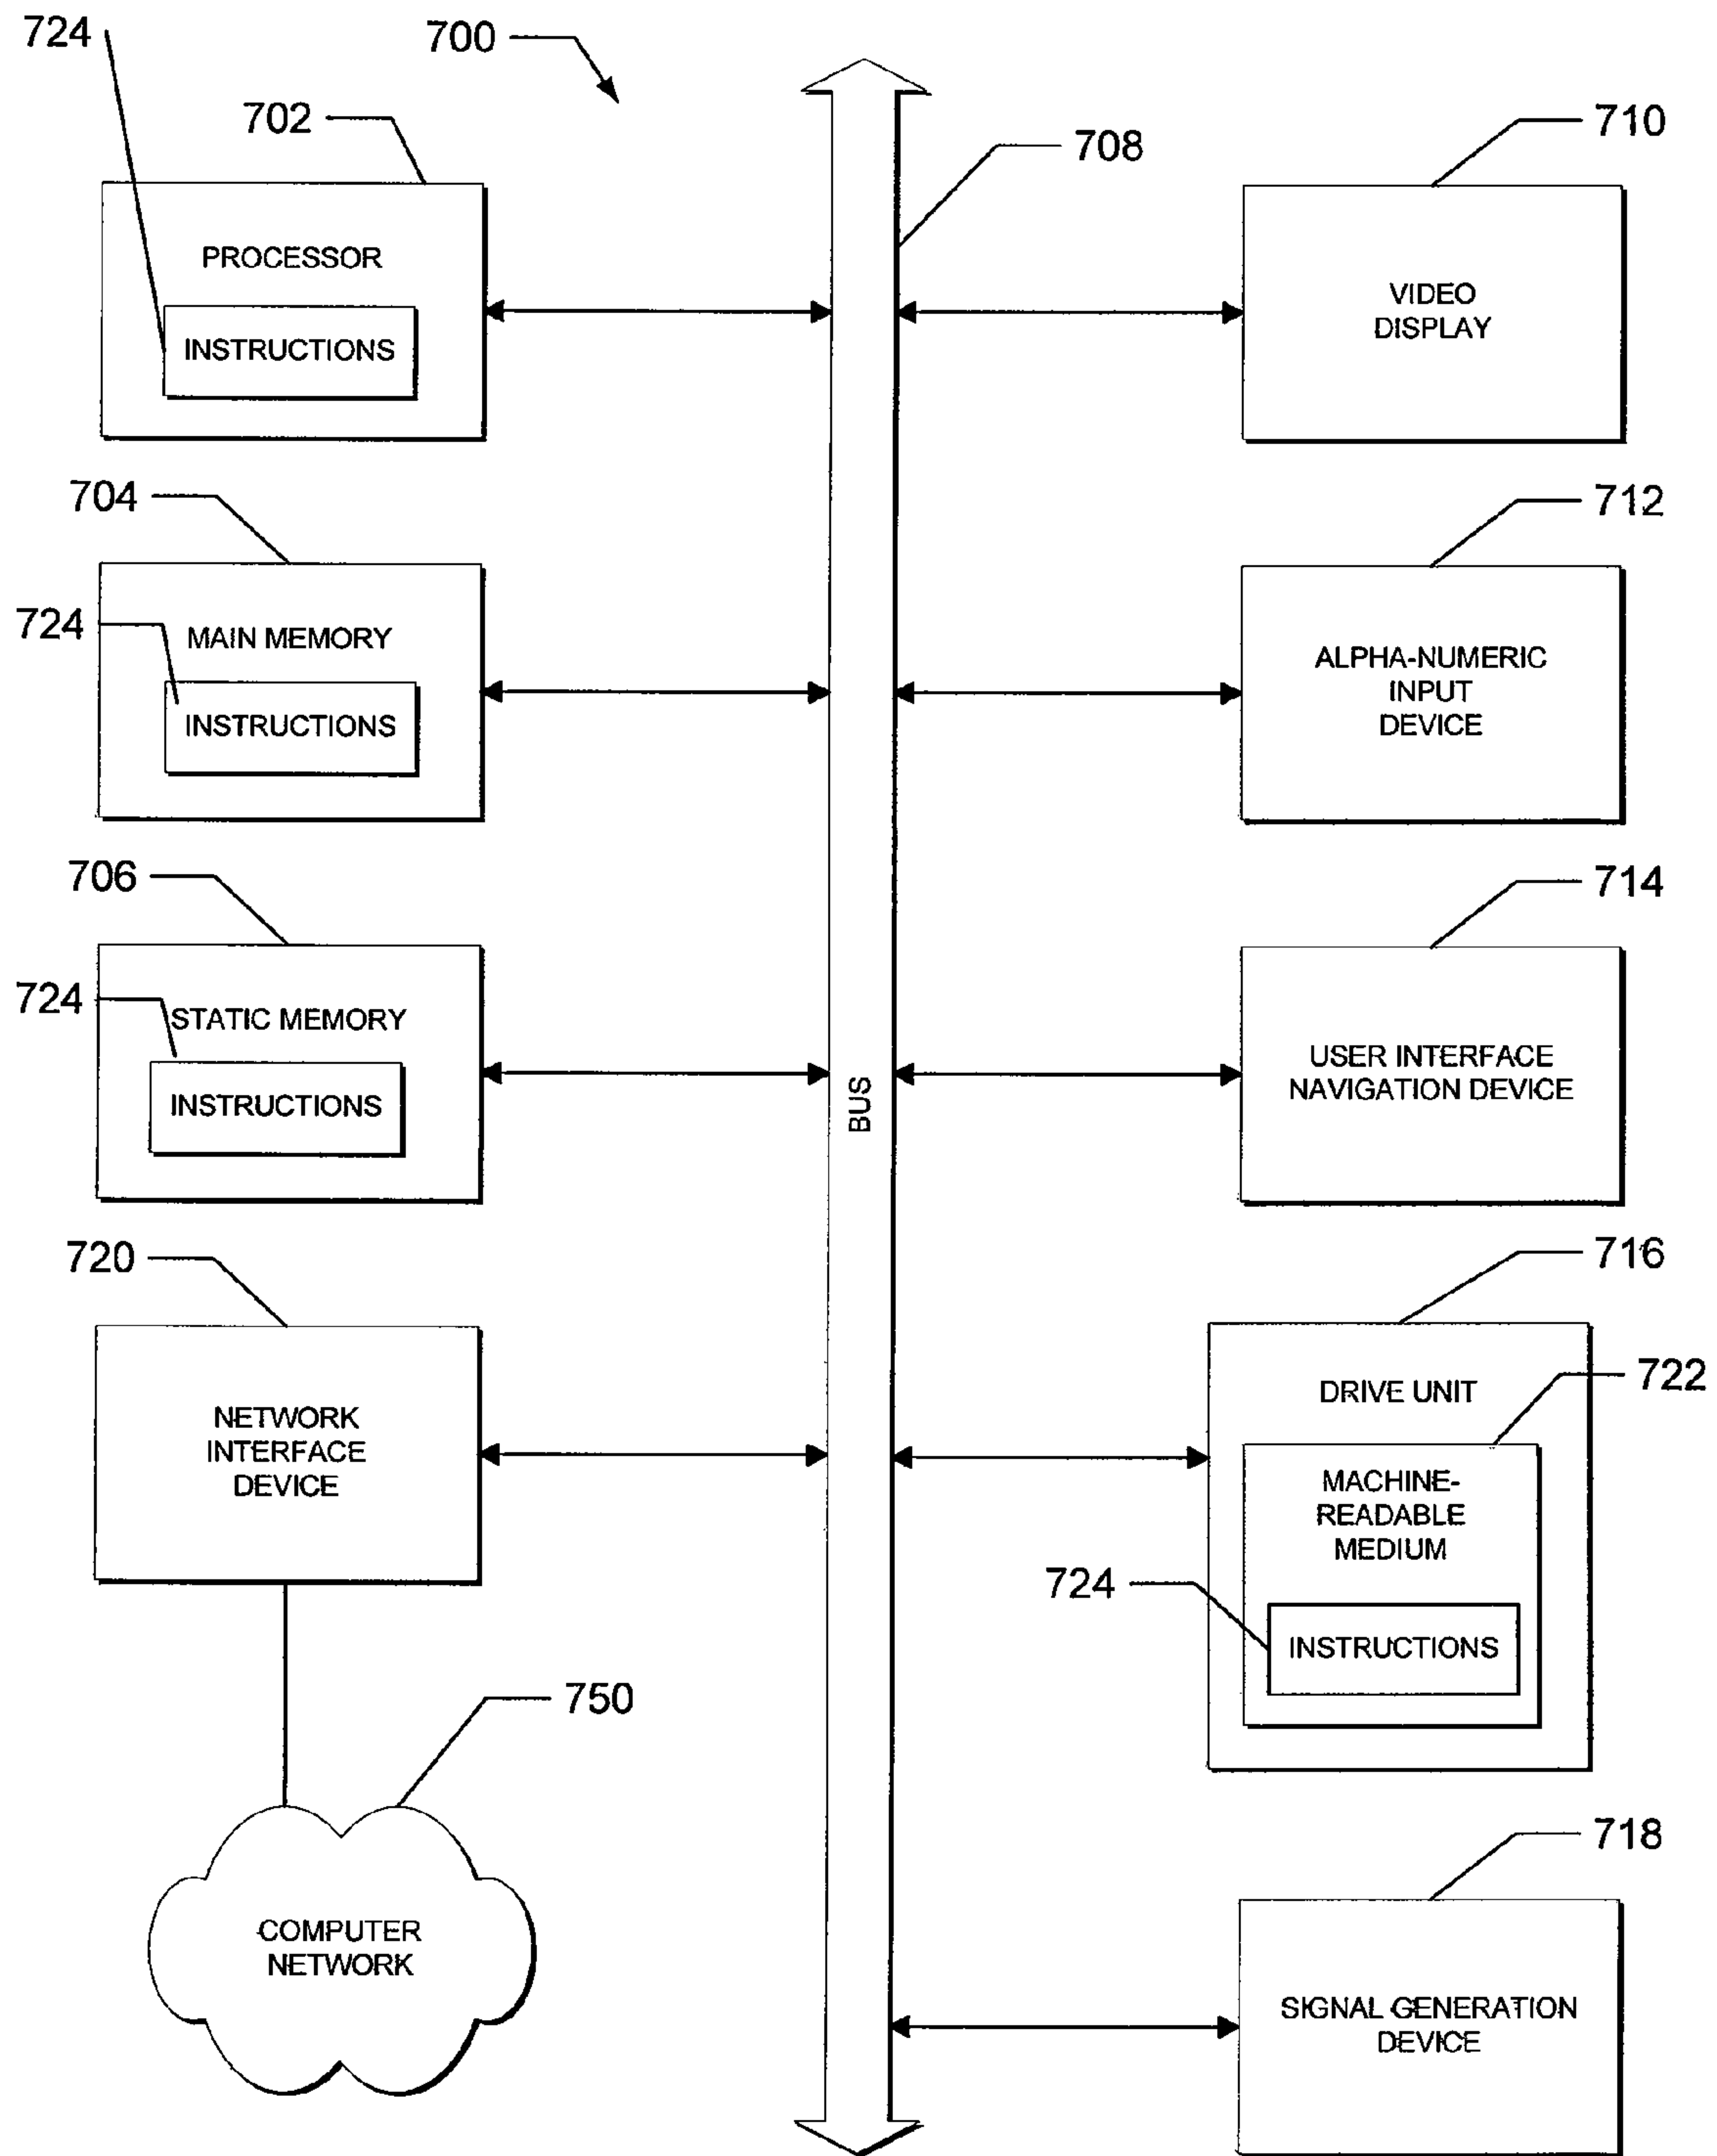 724
700
702
708
710
PROCESSOR
INSTRUCTIONS
VIDEO
DISPLAY
704
712
724
MAIN MEMORY
INSTRUCTIONS
ALPHA-NUMERIC
INPUT
DEVICE
706
714
724
STATIC MEMORY
INSTRUCTIONS
BUS
USER INTERFACE
NAVIGATION DEVICE
720
716
722
NETWORK
INTERFACE
DEVICE
DRIVE UNIT
MACHINE-
READABLE
MEDIUM
724
INSTRUCTIONS
750
COMPUTER
NETWORK
718
SIGNAL GENERATION
DEVICE